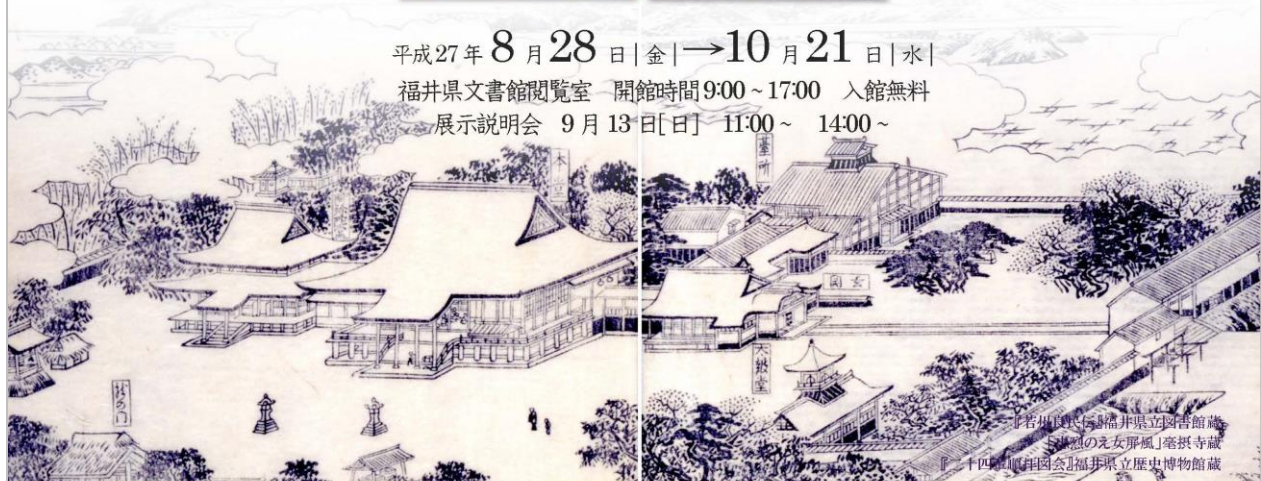 平成27年 8月28日|金|→10月21日|水|
福井県文書館閲覧室 開館時間9:00~17:00 入館無料
展示説明会 9月13日[日] 11:00~ 14:00~
本堂
臺所
玄関
大銀堂
『若州良民伝』福井県立図書館蔵
のえ女屏風」毫摂寺蔵
『二十四輩順拝図会』福井県立歴史博物館蔵